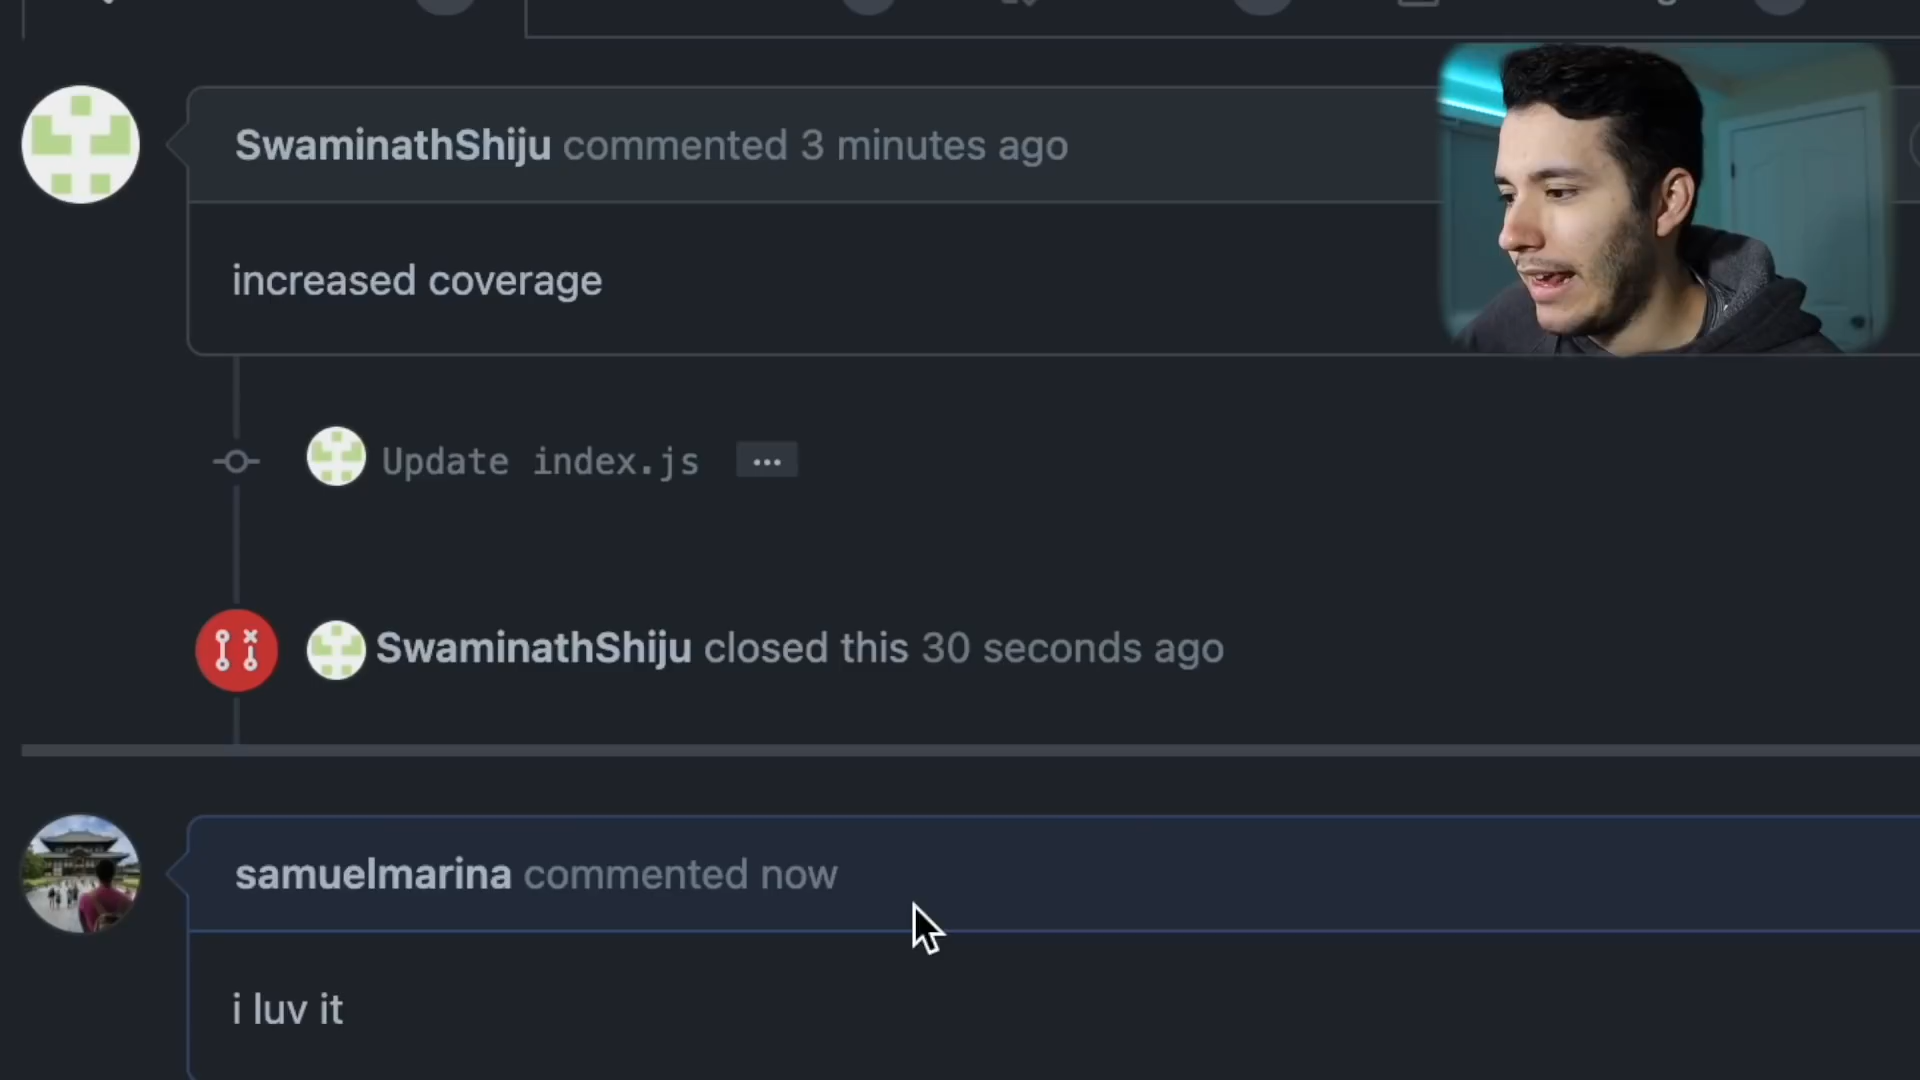 SwaminathShiju commented 3 minutes ago
increased coverage
Update index.js
SwaminathShiju closed this 30 seconds ago
samuelmarina commented now
i luv it